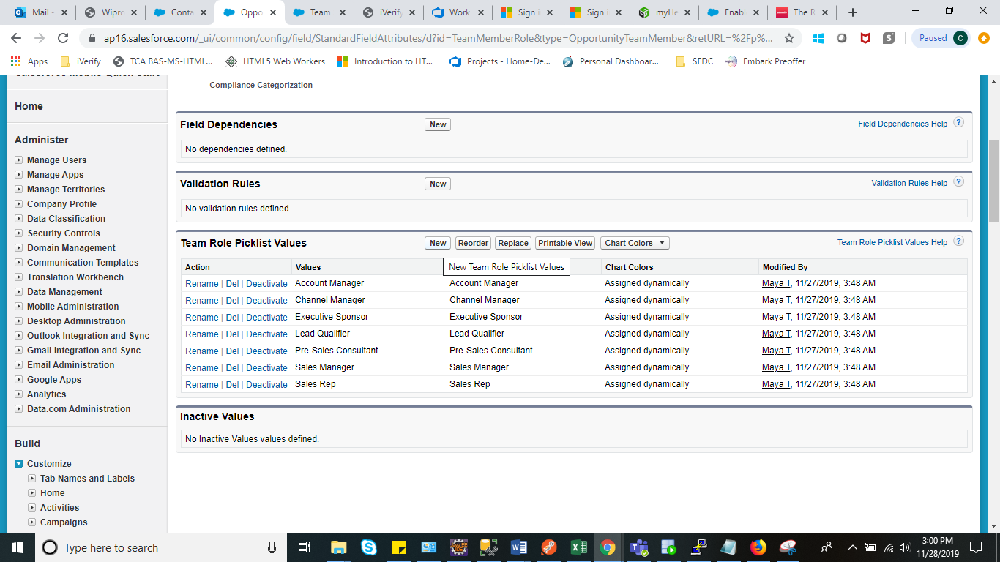 Mail -
Wipro
Conta
Oppo
Team
iVerify
Work
Sign i
Sign i
myHe
Enabl
The R
ap16.salesforce.com/_ui/common/config/field/StandardFieldAttributes/d?id=TeamMemberRole&type=OpportunityTeamMember&retURL=%2Fp%...
Paused C
Apps
iVerify
TCA BAS-MS-HTML...
HTML5 Web Workers
Introduction to HT...
Projects - Home-De...
Personal Dashboar...
SFDC
Embark Preoffer
Home
Administer
Manage Users
Manage Apps
Manage Territories
Company Profile
Data Classification
Security Controls
Domain Management
Communication Templates
Translation Workbench
Data Management
Mobile Administration
Desktop Administration
Outlook Integration and Sync
Gmail Integration and Sync
Email Administration
Google Apps
Analytics
Data.com Administration
Build
Customize
Tab Names and Labels
Home
Activities
Campaigns
Compliance Categorization
Field Dependencies New Field Dependencies Help ?
No dependencies defined.
Validation Rules New Validation Rules Help ?
No validation rules defined.
Team Role Picklist Values New Reorder Replace Printable View Chart Colors Team Role Picklist Values Help ?
Action Values New Team Role Picklist Values Chart Colors Modified By
Rename | Del | Deactivate Account Manager Account Manager Assigned dynamically Maya T, 11/27/2019, 3:48 AM
Rename | Del | Deactivate Channel Manager Channel Manager Assigned dynamically Maya T, 11/27/2019, 3:48 AM
Rename | Del | Deactivate Executive Sponsor Executive Sponsor Assigned dynamically Maya T, 11/27/2019, 3:48 AM
Rename | Del | Deactivate Lead Qualifier Lead Qualifier Assigned dynamically Maya T, 11/27/2019, 3:48 AM
Rename | Del | Deactivate Pre-Sales Consultant Pre-Sales Consultant Assigned dynamically Maya T, 11/27/2019, 3:48 AM
Rename | Del | Deactivate Sales Manager Sales Manager Assigned dynamically Maya T, 11/27/2019, 3:48 AM
Rename | Del | Deactivate Sales Rep Sales Rep Assigned dynamically Maya T, 11/27/2019, 3:48 AM
Inactive Values
No Inactive Values values defined.
Type here to search
3:00 PM
11/28/2019